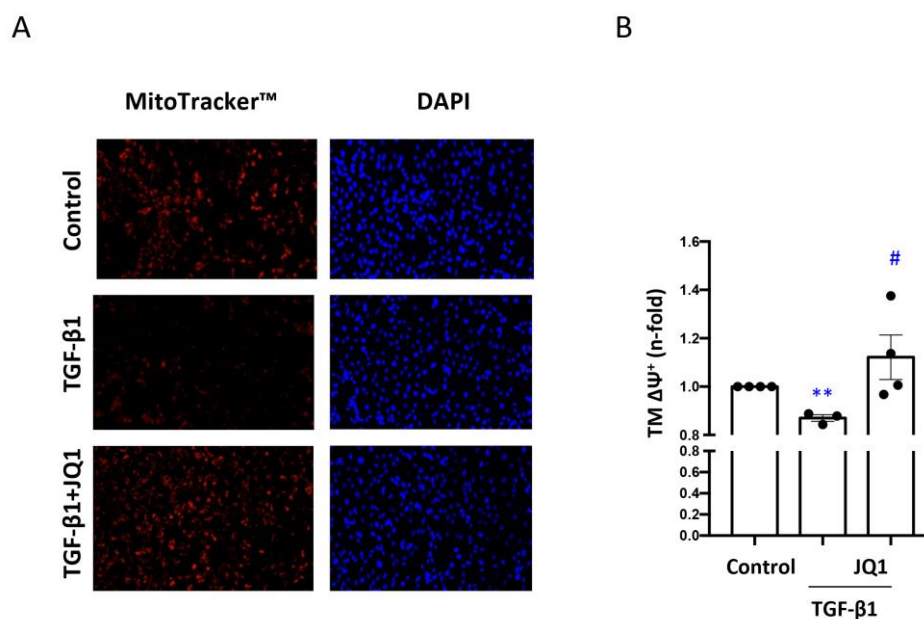 A
B
MitoTracker™
DAPI
Control
TGF-β1
TGF-β1+JQ1
TM ΔΨ⁺ (n-fold)
1.6
1.4
1.2
1.0
0.8
0.8
0.6
0.4
0.2
0.0
**
#
Control
JQ1
TGF-β1